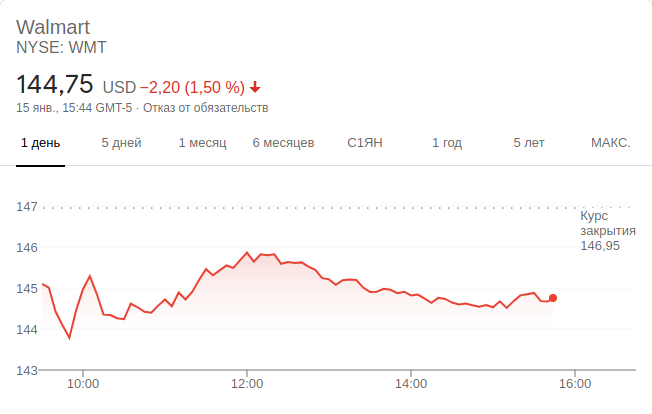 Walmart
NYSE: WMT
144,75 USD −2,20 (1,50 %)
15 янв., 15:44 GMT-5 · Отказ от обязательств
1 день 5 дней 1 месяц 6 месяцев С1ЯН 1 год 5 лет МАКС.
147
Курс
закрытия
146,95
146
145
144
143
10:00 12:00 14:00 16:00